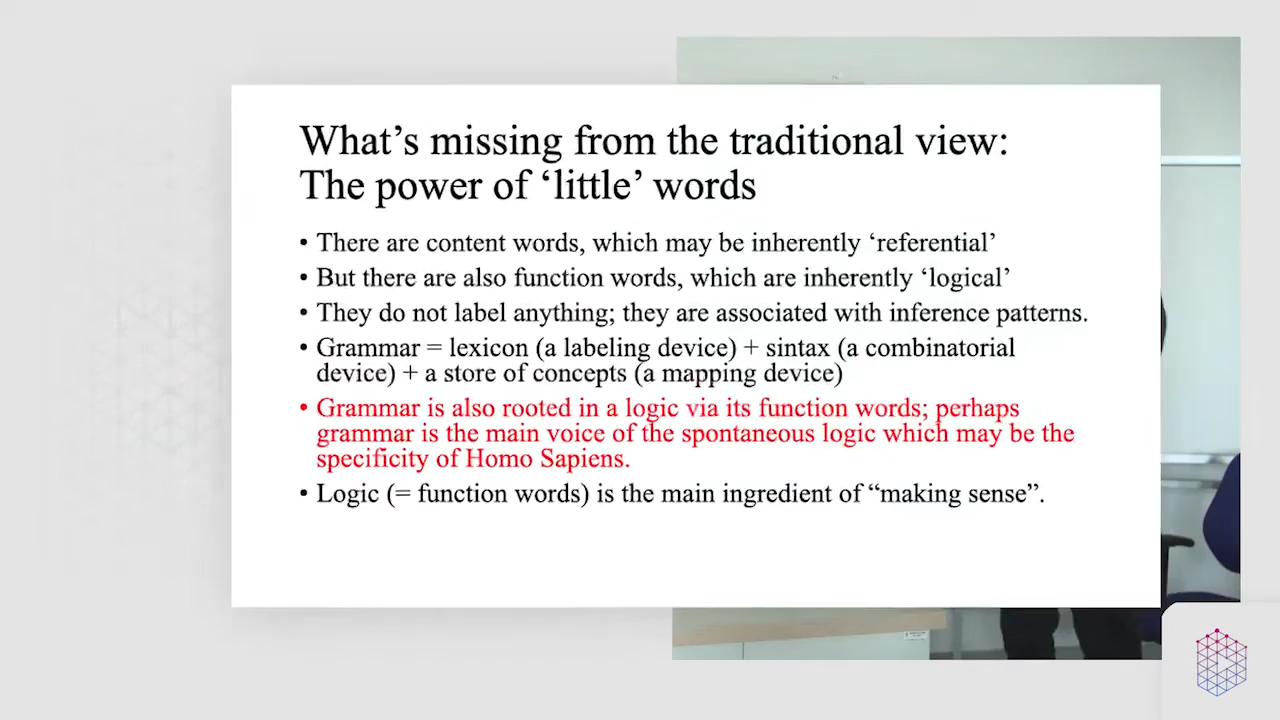 What’s missing from the traditional view:
The power of ‘little’ words
• There are content words, which may be inherently ‘referential’
• But there are also function words, which are inherently ‘logical’
• They do not label anything; they are associated with inference patterns.
• Grammar = lexicon (a labeling device) + sintax (a combinatorial
device) + a store of concepts (a mapping device)
• Grammar is also rooted in a logic via its function words; perhaps
grammar is the main voice of the spontaneous logic which may be the
specificity of Homo Sapiens.
• Logic (= function words) is the main ingredient of “making sense”.